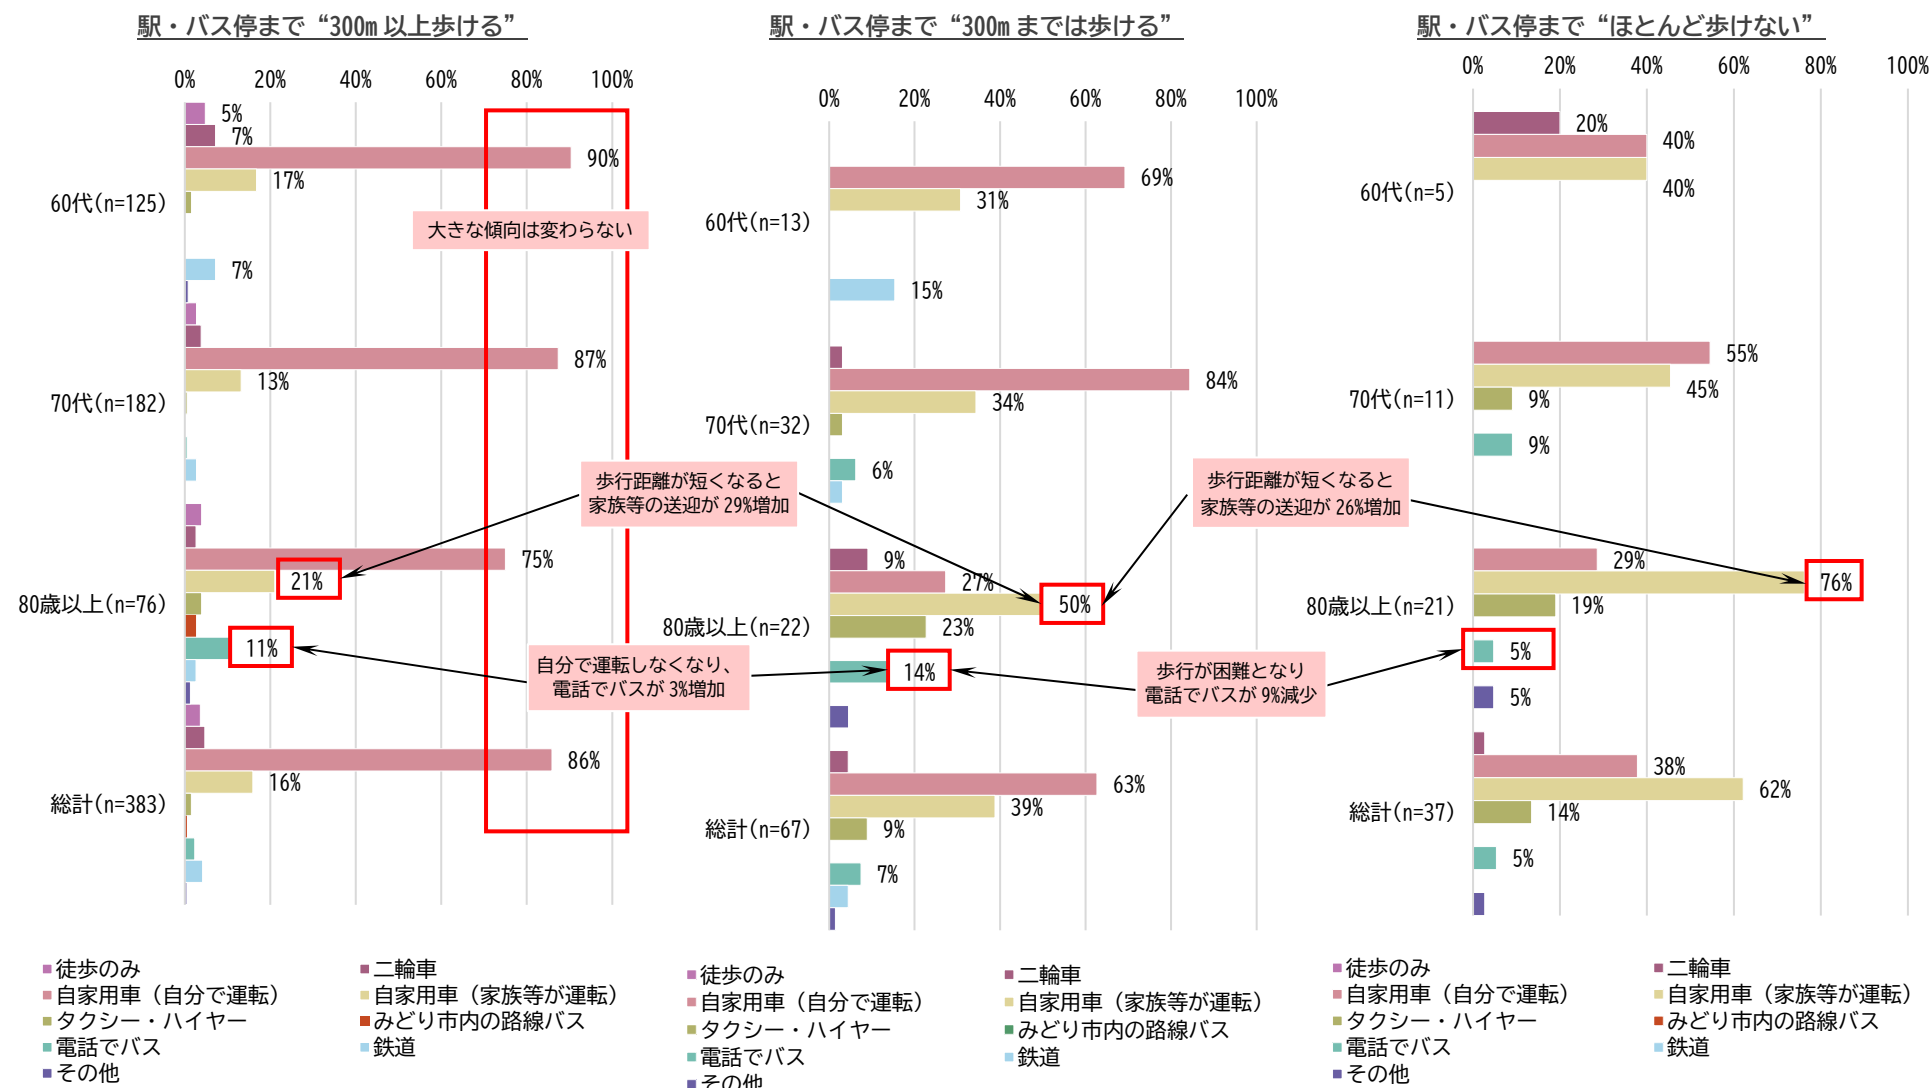 駅・バス停まで“300m 以上歩ける”
0% 20% 40% 60% 80% 100%
60代(n=125)
5%
7%
90%
17%
7%
大きな傾向は変わらない
70代(n=182)
87%
13%
80歳以上(n=76)
75%
21%
11%
総計(n=383)
86%
16%
徒歩のみ
二輪車
自家用車（自分で運転）
自家用車（家族等が運転）
タクシー・ハイヤー
みどり市内の路線バス
電話でバス
鉄道
その他
歩行距離が短くなると
家族等の送迎が 29%増加
自分で運転しなくなり、
電話でバスが 3%増加
駅・バス停まで“300m までは歩ける”
0% 20% 40% 60% 80% 100%
60代(n=13)
69%
31%
15%
70代(n=32)
84%
34%
6%
80歳以上(n=22)
9%
27%
50%
23%
14%
総計(n=67)
63%
39%
9%
7%
徒歩のみ
二輪車
自家用車（自分で運転）
自家用車（家族等が運転）
タクシー・ハイヤー
みどり市内の路線バス
電話でバス
鉄道
その他
歩行距離が短くなると
家族等の送迎が 26%増加
歩行が困難となり
電話でバスが 9%減少
駅・バス停まで“ほとんど歩けない”
0% 20% 40% 60% 80% 100%
60代(n=5)
20%
40%
40%
70代(n=11)
55%
45%
9%
9%
80歳以上(n=21)
29%
76%
19%
5%
5%
総計(n=37)
38%
62%
14%
5%
徒歩のみ
二輪車
自家用車（自分で運転）
自家用車（家族等が運転）
タクシー・ハイヤー
みどり市内の路線バス
電話でバス
鉄道
その他